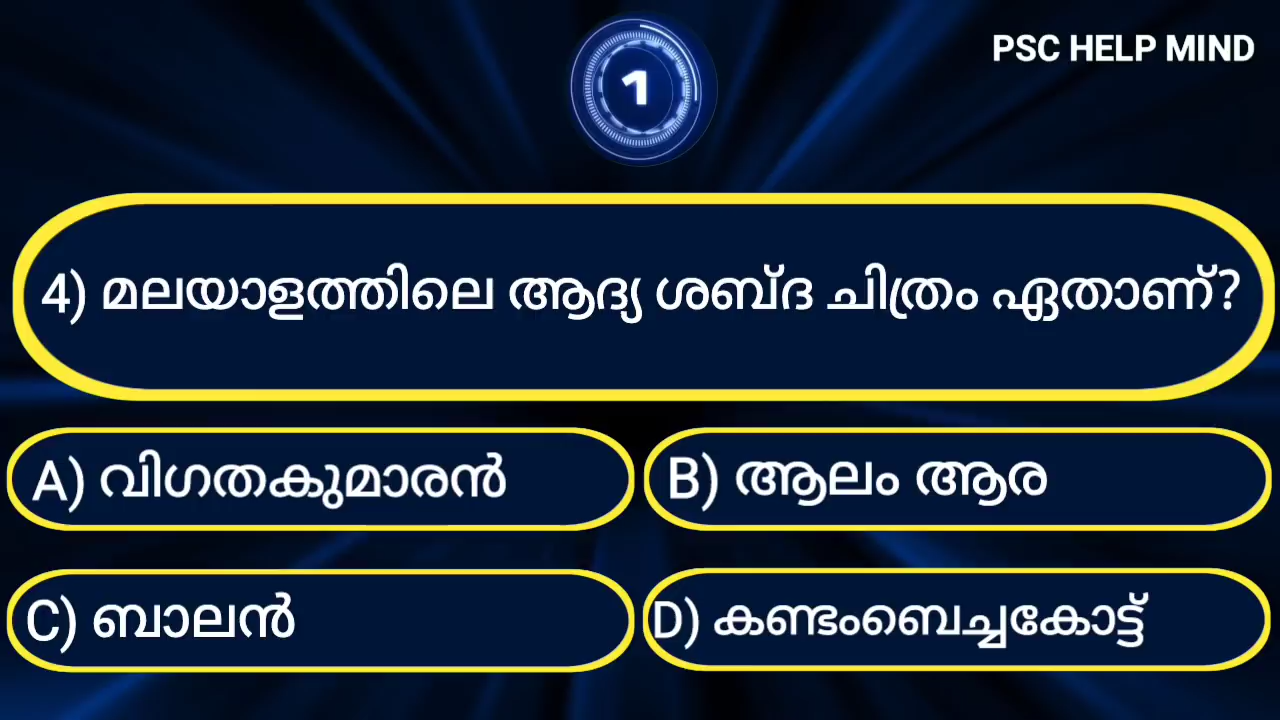 1
PSC HELP MIND
4) മലയാളത്തിലെ ആദ്യ ശബ്ദ ചിത്രം ഏതാണ്?
A) വിഗതകുമാരൻ
B) ആലം ആര
C) ബാലൻ
D) കണ്ടംബെച്ചകോട്ട്